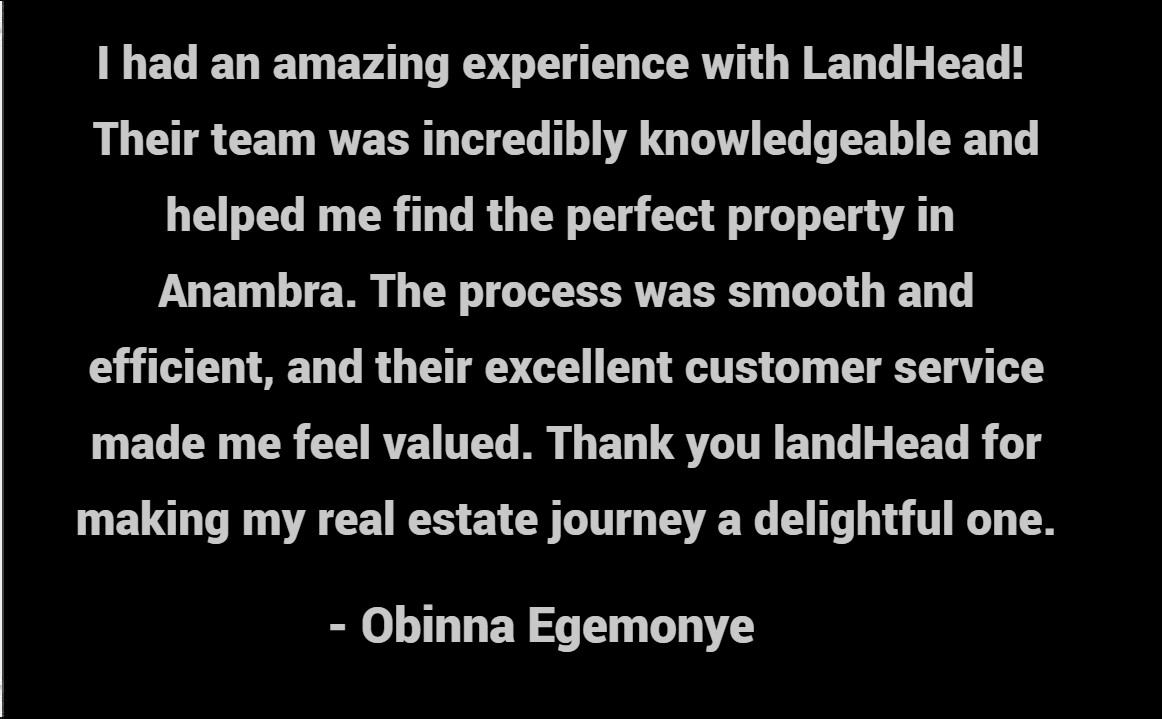 I had an amazing experience with LandHead!
Their team was incredibly knowledgeable and
helped me find the perfect property in
Anambra. The process was smooth and
efficient, and their excellent customer service
made me feel valued. Thank you landHead for
making my real estate journey a delightful one.
- Obinna Egemonye